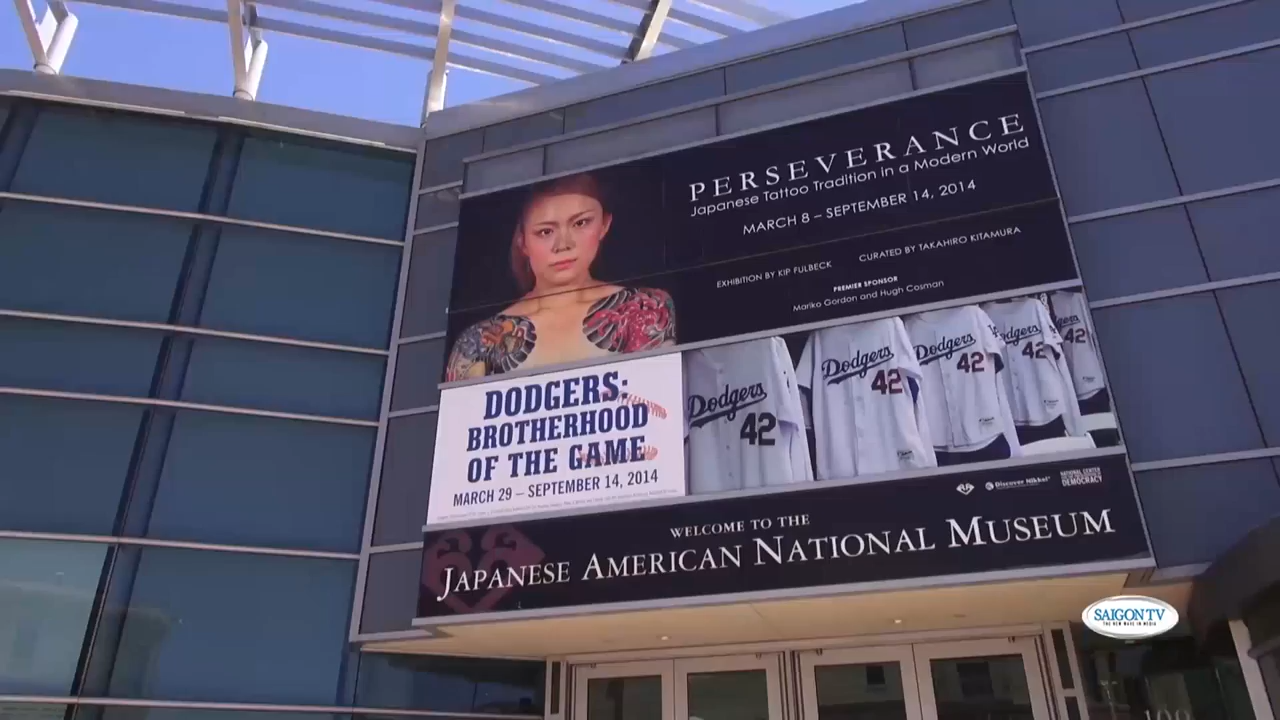 PERSEVERANCE
Japanese Tattoo Tradition in a Modern World
MARCH 8 – SEPTEMBER 14, 2014
EXHIBITION BY KIP FULBECK CURATED BY TAKAHIRO KITAMURA
PREMIER SPONSOR
Mariko Gordon and Hugh Cosman
DODGERS:
BROTHERHOOD
OF THE GAME
MARCH 29 – SEPTEMBER 14, 2014
Dodgers
42
Dodgers
42
Dodgers
42
Dodgers
42
Dodgers
42
Discover Nikkei
NATIONAL CENTER
DEMOCRACY
WELCOME TO THE
JAPANESE AMERICAN NATIONAL MUSEUM
SAIGON TV
THE NEW WAVE IN MEDIA
100